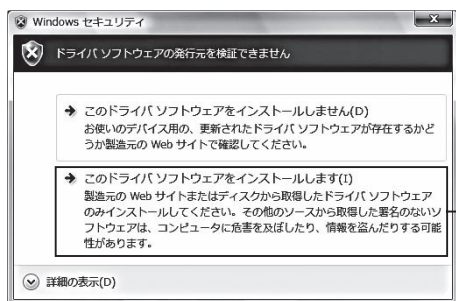 Windows セキュリティ
ドライバ ソフトウェアの発行元を検証できません
このドライバ ソフトウェアをインストールしません(D)
お使いのデバイス用の、更新されたドライバ ソフトウェアが存在するかど
うか製造元の Web サイトで確認してください。
このドライバ ソフトウェアをインストールします(I)
製造元の Web サイトまたはディスクから取得したドライバ ソフトウェア
のみインストールしてください。その他のソースから取得した署名のないソ
フトウェアは、コンピュータに危害を及ぼしたり、情報を盗んだりする可能
性があります。
詳細の表示(D)